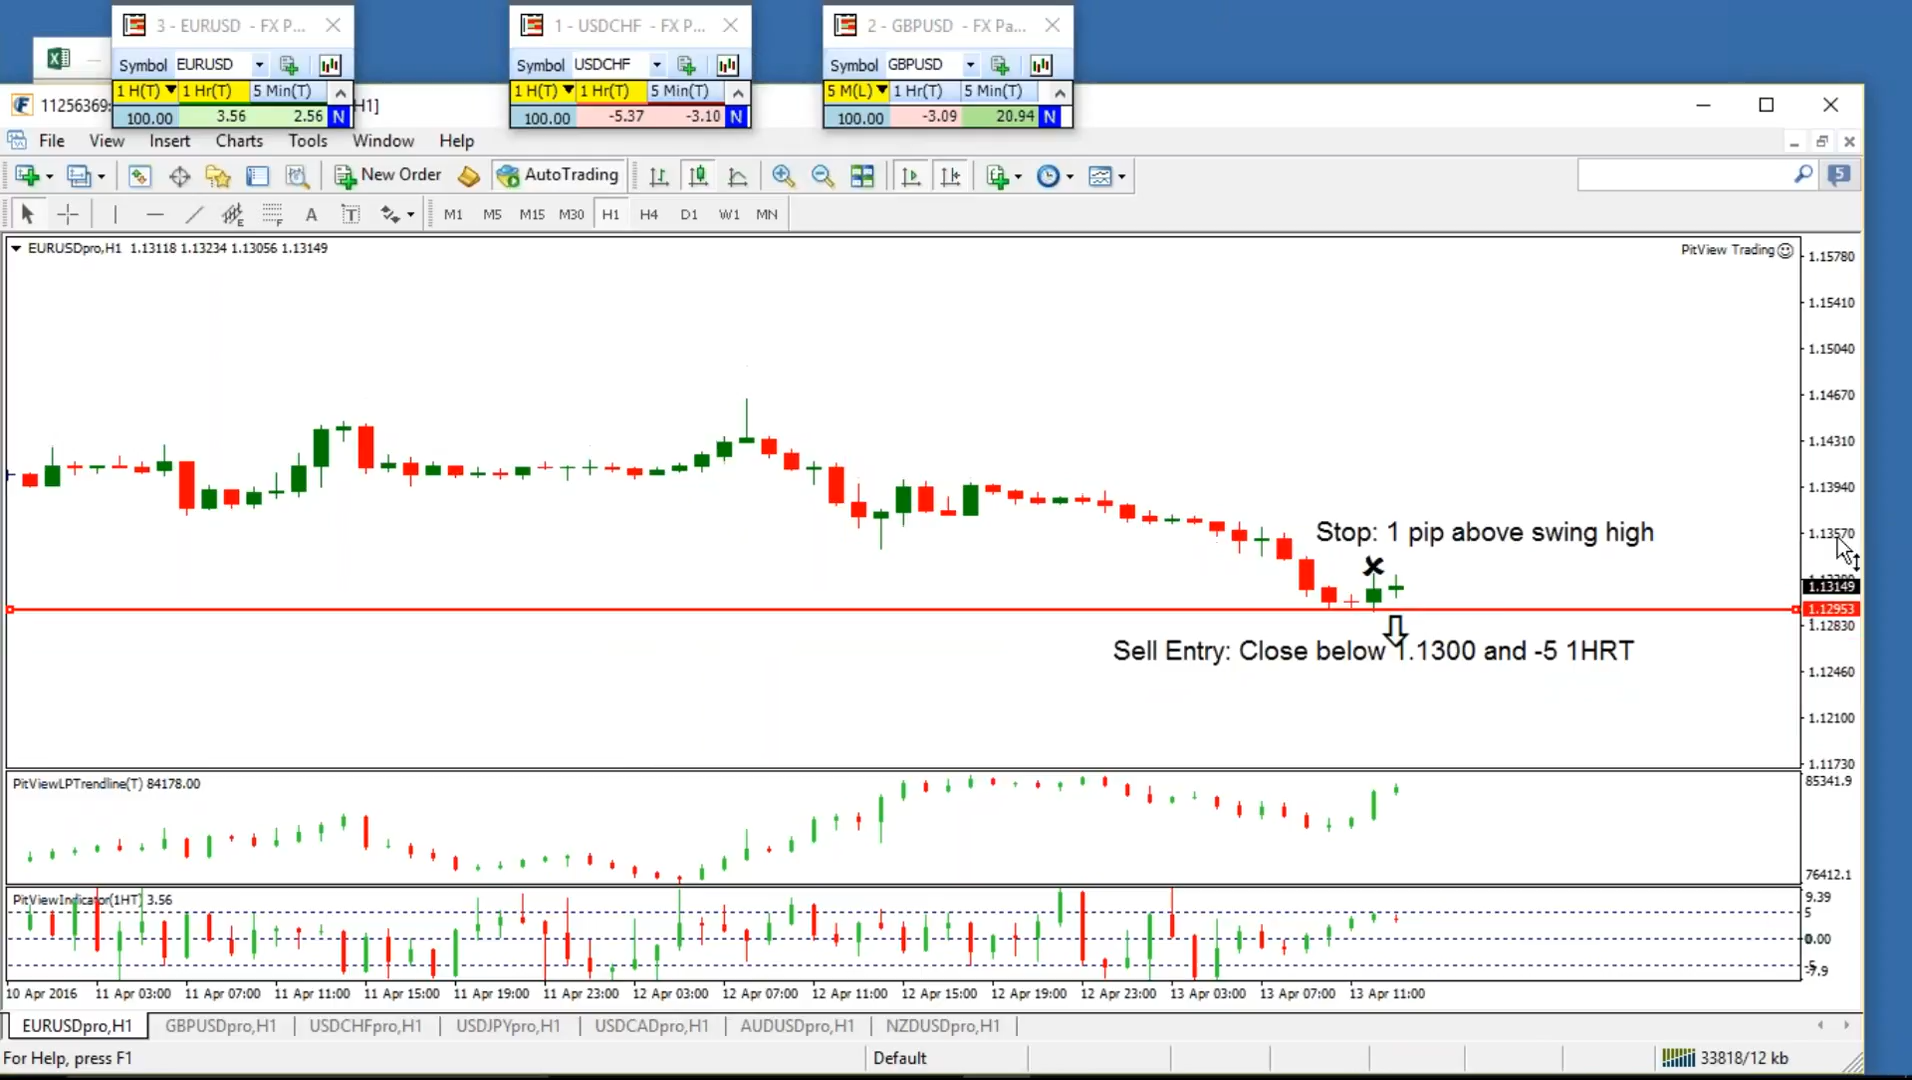 3 - EURUSD - FX P...
1 - USDCHF - FX P...
2 - GBPUSD - FX Pa...
Symbol EURUSD
Symbol USDCHF
Symbol GBPUSD
1 H(T) 1 Hr(T) 5 Min(T)
1 H(T) 1 Hr(T) 5 Min(T)
5 M(L) 1 Hr(T) 5 Min(T)
100.00 3.56 2.56 N
100.00 -5.37 -3.10 N
100.00 -3.09 20.94 N
11256369: H1]
File View Insert Charts Tools Window Help
New Order AutoTrading 5
A T M1 M5 M15 M30 H1 H4 D1 W1 MN
EURUSDpro,H1 1.13118 1.13234 1.13056 1.13149
PitView Trading
1.15780
1.15410
1.15040
1.14670
1.14310
1.13940
1.13570
Stop: 1 pip above swing high
1.13149
1.12953
1.12830
Sell Entry: Close below 1.1300 and -5 1HRT
1.12460
1.12100
1.11730
PitViewLPTrendline(T) 84178.00
85341.9
76412.1
PitViewIndicator(1HT) 3.56
9.39
5
0.00
-5
-7.9
10 Apr 2016 11 Apr 03:00 11 Apr 07:00 11 Apr 11:00 11 Apr 15:00 11 Apr 19:00 11 Apr 23:00 12 Apr 03:00 12 Apr 07:00 12 Apr 11:00 12 Apr 15:00 12 Apr 19:00 12 Apr 23:00 13 Apr 03:00 13 Apr 07:00 13 Apr 11:00
EURUSDpro,H1 GBPUSDpro,H1 USDCHFpro,H1 USDJPYpro,H1 USDCADpro,H1 AUDUSDpro,H1 NZDUSDpro,H1
For Help, press F1 Default 33818/12 kb